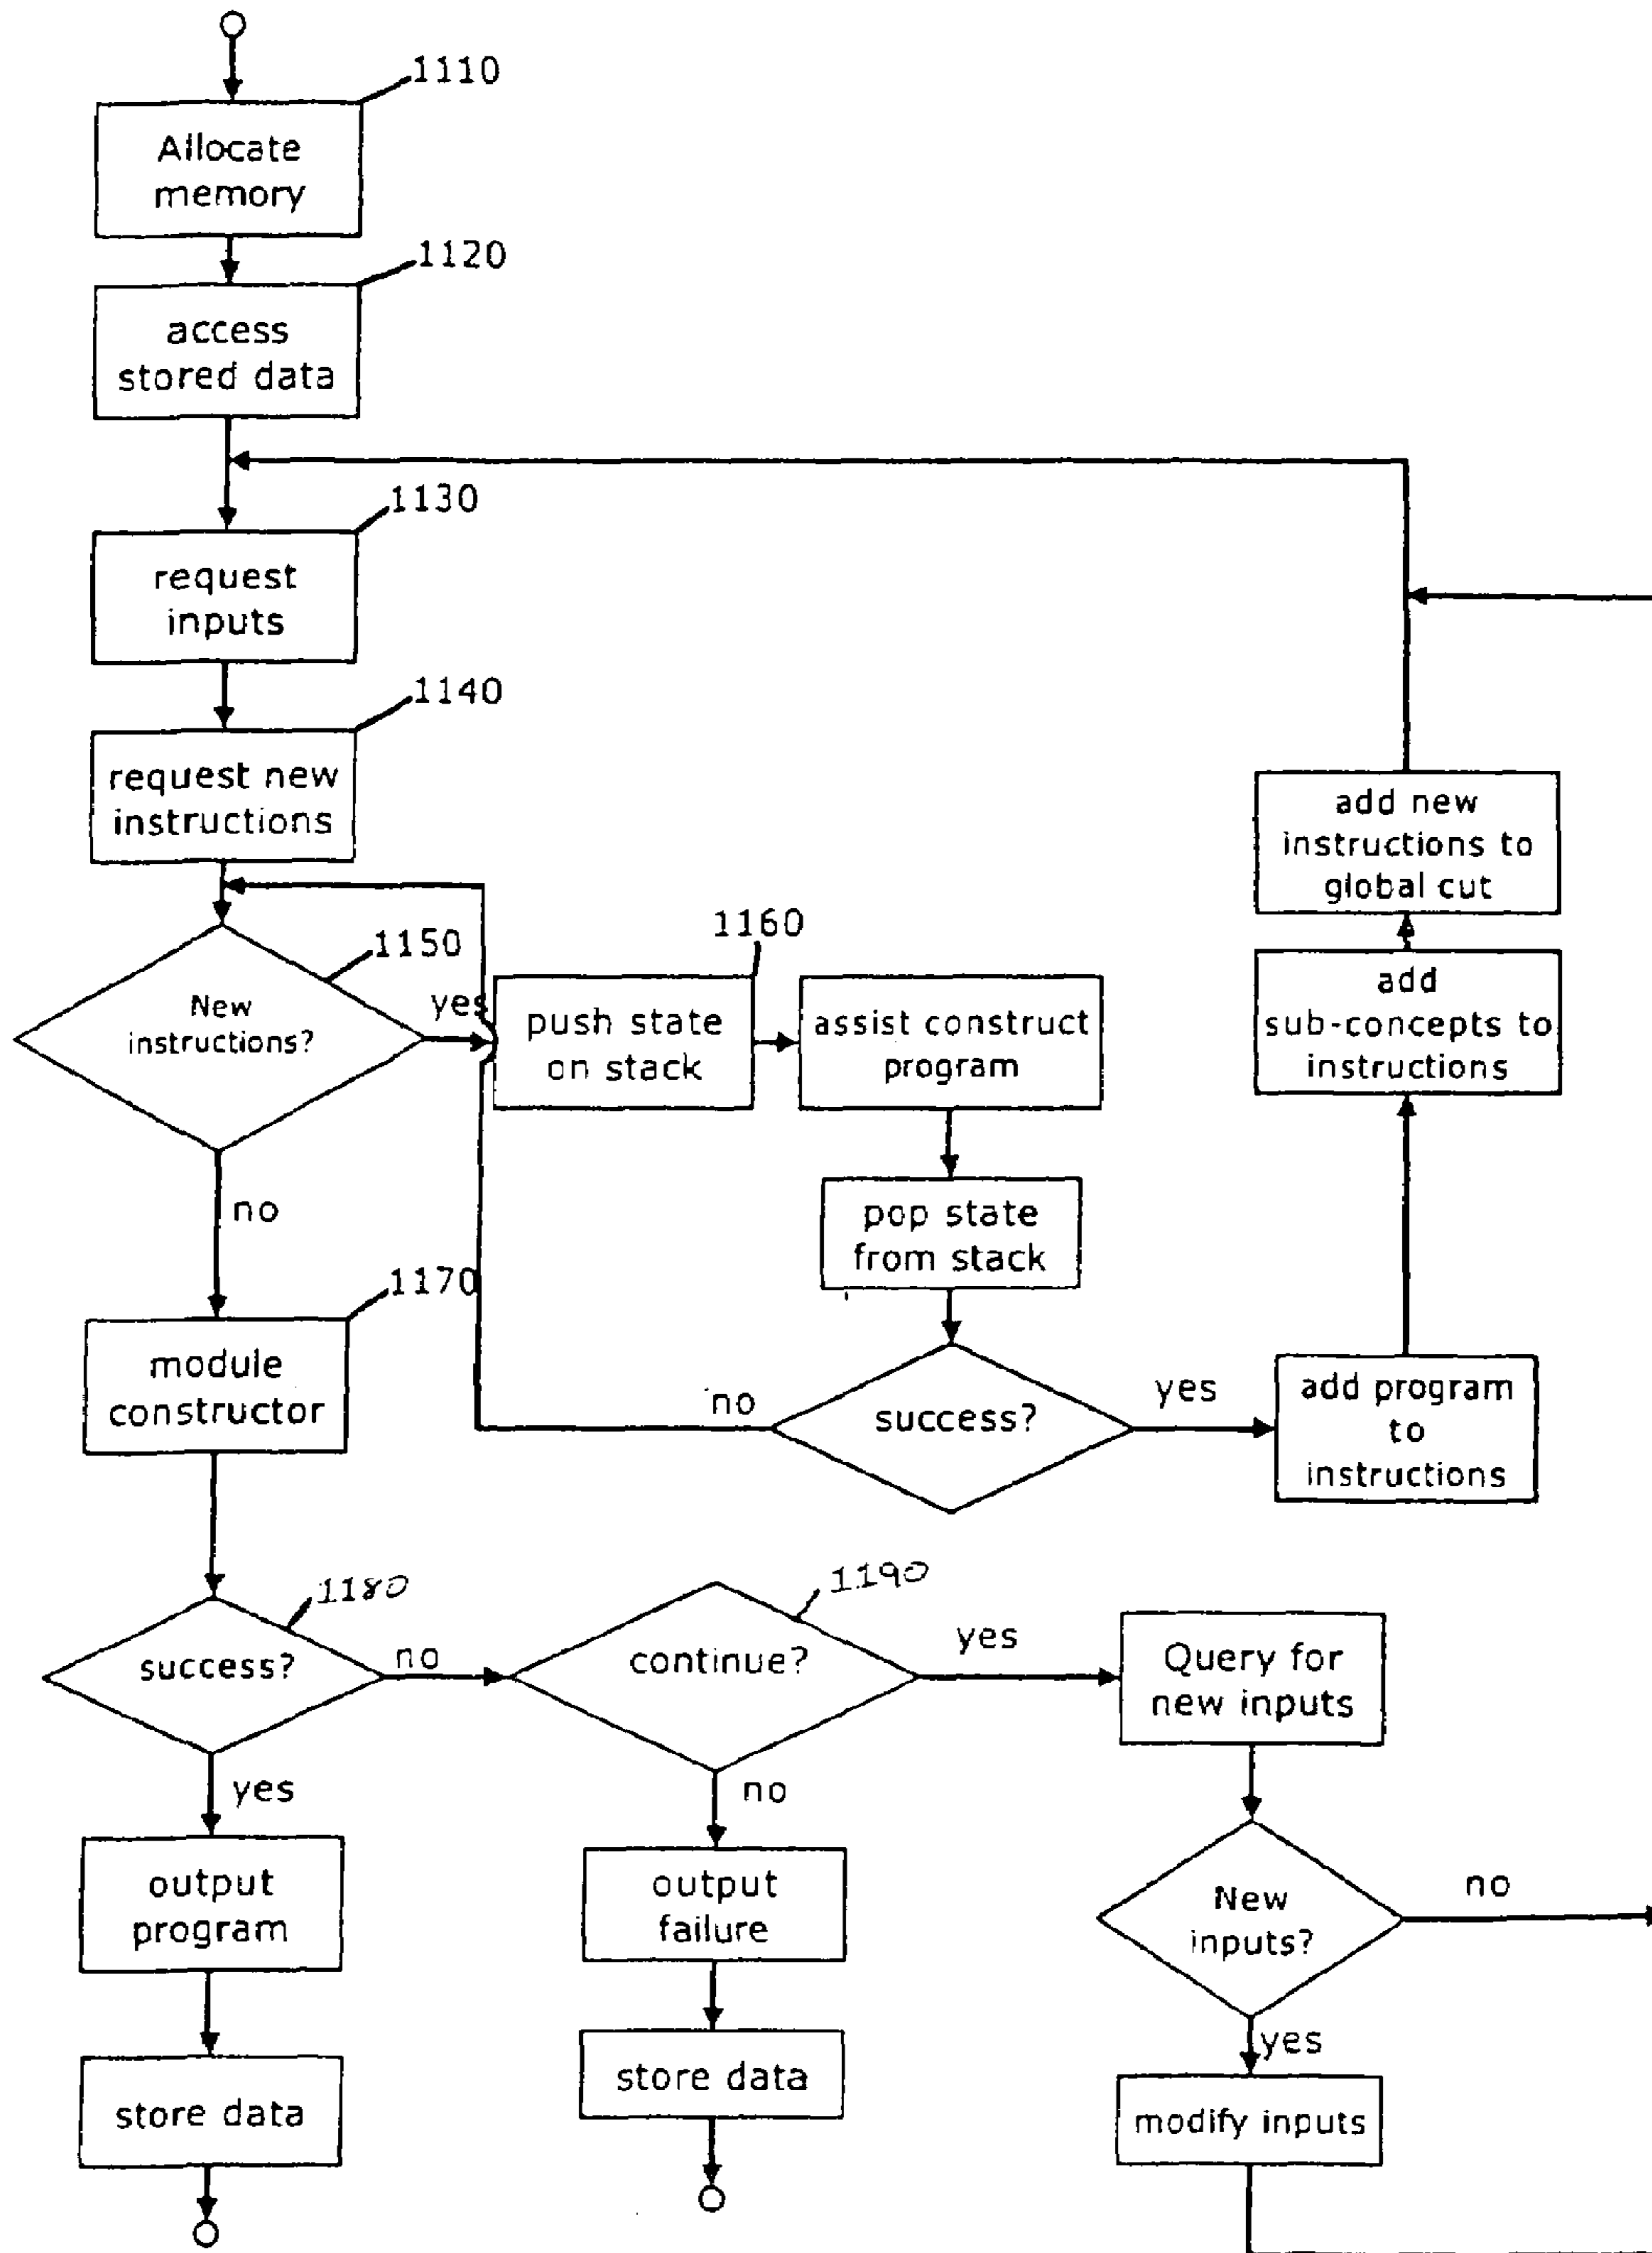 1110
Allocate
memory
1120
access
stored data
1130
request
inputs
1140
request new
instructions
1150
New
instructions?
yes
1160
push state
on stack
assist construct
program
pop state
from stack
success?
no
yes
add program
to
instructions
add
sub-concepts to
instructions
add new
instructions to
global cut
no
1170
module
constructor
1180
success?
no
1190
continue?
yes
Query for
new inputs
yes
output
program
store data
no
output
failure
store data
New
inputs?
no
yes
modify inputs